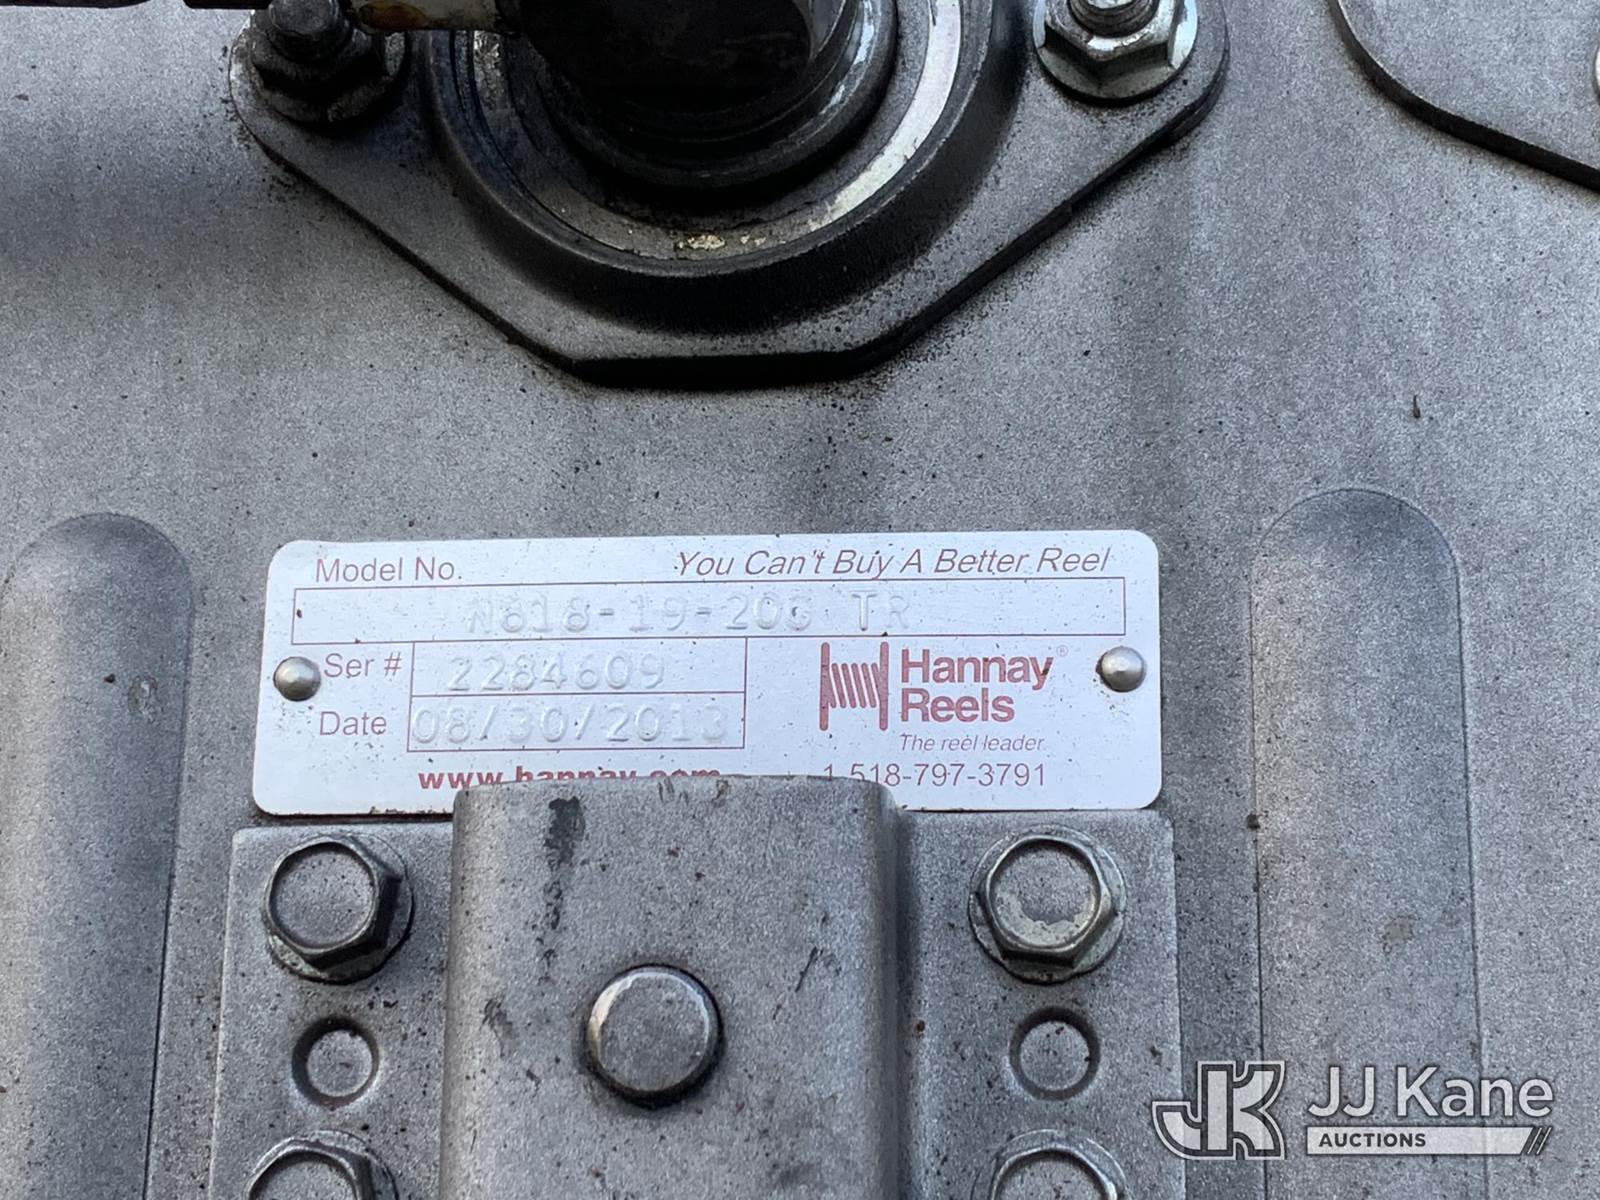 Model No. You Can't Buy A Better Reel
N818-19-20G TR
Ser # 2284609
Date 08/30/2013
Hannay®
Reels
The reel leader.
www.hannay.com 1-518-797-3791
JK JJ Kane
AUCTIONS